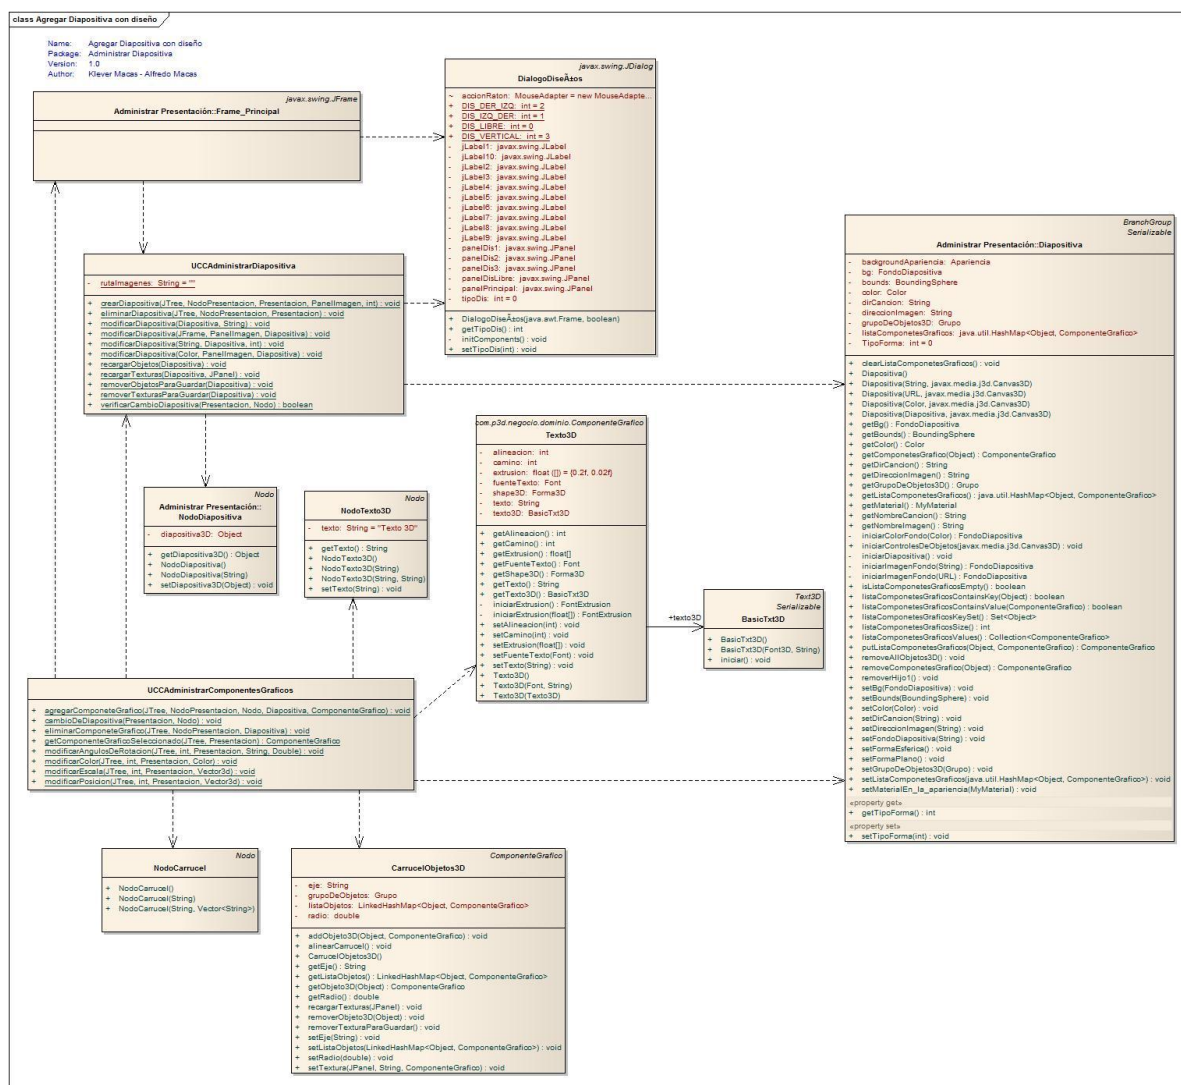 class Agregar Diapositiva con diseño
Name: Agregar Diapositiva con diseño
Package: Administrar Diapositiva
Version: 1.0
Author: Klever Macas - Alfredo Macas
javax.swing.JFrame
Administrar Presentación::Frame_Principal
javax.swing.JDialog
DialogoDiseÃ±os
~ accionRaton: MouseAdapter = new MouseAdapte...
+ DIS_DER_IZQ: int = 2
+ DIS_IZQ_DER: int = 1
+ DIS_LIBRE: int = 0
+ DIS_VERTICAL: int = 3
- jLabel1: javax.swing.JLabel
- jLabel10: javax.swing.JLabel
- jLabel2: javax.swing.JLabel
- jLabel3: javax.swing.JLabel
- jLabel4: javax.swing.JLabel
- jLabel5: javax.swing.JLabel
- jLabel6: javax.swing.JLabel
- jLabel7: javax.swing.JLabel
- jLabel8: javax.swing.JLabel
- jLabel9: javax.swing.JLabel
- panelDis1: javax.swing.JPanel
- panelDis2: javax.swing.JPanel
- panelDis3: javax.swing.JPanel
- panelDisLibre: javax.swing.JPanel
- panelPrincipal: javax.swing.JPanel
- tipoDis: int = 0
+ DialogoDiseÃ±os(java.awt.Frame, boolean)
+ getTipoDis() : int
- initComponents() : void
+ setTipoDis(int) : void
UCCAdministrarDiapositiva
- rutaImagenes: String = ""
+ crearDiapositiva(JTree, NodoPresentacion, Presentacion, PanelImagen, int) : void
+ eliminarDiapositiva(JTree, NodoPresentacion, Presentacion) : void
+ modificarDiapositiva(Diapositiva, String) : void
+ modificarDiapositiva(JFrame, PanelImagen, Diapositiva) : void
+ modificarDiapositiva(String, Diapositiva, int) : void
+ modificarDiapositiva(Color, PanelImagen, Diapositiva) : void
+ recargarObjetos(Diapositiva) : void
+ recargarTexturas(Diapositiva, JPanel) : void
+ removerObjetosParaGuardar(Diapositiva) : void
+ removerTexturasParaGuardar(Diapositiva) : void
+ verificarCambioDiapositiva(Presentacion, Nodo) : boolean
BranchGroup
Serializable
Administrar Presentación::Diapositiva
- backgroundApariencia: Apariencia
- bg: FondoDiapositiva
- bounds: BoundingSphere
- color: Color
- dirCancion: String
- direccionImagen: String
- grupoDeObjetos3D: Grupo
- listaComponetesGraficos: java.util.HashMap<Object, ComponenteGrafico>
- TipoForma: int = 0
+ clearListaComponetesGraficos() : void
+ Diapositiva()
+ Diapositiva(String, javax.media.j3d.Canvas3D)
+ Diapositiva(URL, javax.media.j3d.Canvas3D)
+ Diapositiva(Color, javax.media.j3d.Canvas3D)
+ Diapositiva(Diapositiva, javax.media.j3d.Canvas3D)
+ getBg() : FondoDiapositiva
+ getBounds() : BoundingSphere
+ getColor() : Color
+ getComponetesGrafico(Object) : ComponenteGrafico
+ getDirCancion() : String
+ getDireccionImagen() : String
+ getGrupoDeObjetos3D() : Grupo
+ getListaComponetesGraficos() : java.util.HashMap<Object, ComponenteGrafico>
+ getMaterial() : MyMaterial
+ getNombreCancion() : String
+ getNombreImagen() : String
- iniciarColorFondo(Color) : FondoDiapositiva
+ iniciarControlesDeObjetos(javax.media.j3d.Canvas3D) : void
- iniciarDiapositiva() : void
- iniciarImagenFondo(String) : FondoDiapositiva
- iniciarImagenFondo(URL) : FondoDiapositiva
+ isListaComponetesGraficosEmpty() : boolean
+ listaComponetesGraficosContainsKey(Object) : boolean
+ listaComponetesGraficosContainsValue(ComponenteGrafico) : boolean
+ listaComponetesGraficosKeySet() : Set<Object>
+ listaComponetesGraficosSize() : int
+ listaComponetesGraficosValues() : Collection<ComponenteGrafico>
+ putListaComponetesGraficos(Object, ComponenteGrafico) : ComponenteGrafico
+ removeAllObjetos3D() : void
+ removeComponetesGrafico(Object) : ComponenteGrafico
+ removerHijo1() : void
+ setBg(FondoDiapositiva) : void
+ setBounds(BoundingSphere) : void
+ setColor(Color) : void
+ setDirCancion(String) : void
+ setDireccionImagen(String) : void
+ setFondoDiapositiva(String) : void
+ setFormaEsferica() : void
+ setFormaPlano() : void
+ setGrupoDeObjetos3D(Grupo) : void
+ setListaComponetesGraficos(java.util.HashMap<Object, ComponenteGrafico>) : void
+ setMaterialEn_la_apariencia(MyMaterial) : void
«property get»
+ getTipoForma() : int
«property set»
+ setTipoForma(int) : void
com.p3d.negocio.dominio.ComponenteGrafico
Texto3D
- alineacion: int
- camino: int
- extrusion: float ([]) = {0.2f, 0.02f}
- fuenteTexto: Font
- shape3D: Forma3D
- texto: String
- texto3D: BasicTxt3D
+ getAlineacion() : int
+ getCamino() : int
+ getExtrusion() : float[]
+ getFuenteTexto() : Font
+ getShape3D() : Forma3D
+ getTexto() : String
+ getTexto3D() : BasicTxt3D
- iniciarExtrusion() : FontExtrusion
- iniciarExtrusion(float[]) : FontExtrusion
+ setAlineacion(int) : void
+ setCamino(int) : void
+ setExtrusion(float[]) : void
+ setFuenteTexto(Font) : void
+ setTexto(String) : void
+ Texto3D()
+ Texto3D(Font, String)
+ Texto3D(Texto3D)
Nodo
Administrar Presentación::
NodoDiapositiva
- diapositiva3D: Object
+ getDiapositiva3D() : Object
+ NodoDiapositiva()
+ NodoDiapositiva(String)
+ setDiapositiva3D(Object) : void
Nodo
NodoTexto3D
- texto: String = "Texto 3D"
+ getTexto() : String
+ NodoTexto3D()
+ NodoTexto3D(String)
+ NodoTexto3D(String, String)
+ setTexto(String) : void
+texto3D
Text3D
Serializable
BasicTxt3D
+ BasicTxt3D()
+ BasicTxt3D(Font3D, String)
+ iniciar() : void
UCCAdministrarComponentesGraficos
+ agregarComponeteGrafico(JTree, NodoPresentacion, Nodo, Diapositiva, ComponenteGrafico) : void
+ cambioDeDiapositiva(Presentacion, Nodo) : void
+ eliminarComponeteGrafico(JTree, NodoPresentacion, Diapositiva) : void
+ getComponenteGraficoSeleccionado(JTree, Presentacion) : ComponenteGrafico
+ modificarAngulosDeRotacion(JTree, int, Presentacion, String, Double) : void
+ modificarColor(JTree, int, Presentacion, Color) : void
+ modificarEscala(JTree, int, Presentacion, Vector3d) : void
+ modificarPosicion(JTree, int, Presentacion, Vector3d) : void
Nodo
NodoCarrucel
+ NodoCarrucel()
+ NodoCarrucel(String)
+ NodoCarrucel(String, Vector<String>)
ComponenteGrafico
CarrucelObjetos3D
- eje: String
- grupoDeObjetos: Grupo
- listaObjetos: LinkedHashMap<Object, ComponenteGrafico>
- radio: double
+ addObjeto3D(Object, ComponenteGrafico) : void
+ alinearCarrucel() : void
+ CarrucelObjetos3D()
+ getEje() : String
+ getListaObjetos() : LinkedHashMap<Object, ComponenteGrafico>
+ getObjeto3D(Object) : ComponenteGrafico
+ getRadio() : double
+ recargarTexturas(JPanel) : void
+ removerObjeto3D(Object) : void
+ removerTexturaParaGuardar() : void
+ setEje(String) : void
+ setListaObjetos(LinkedHashMap<Object, ComponenteGrafico>) : void
+ setRadio(double) : void
+ setTextura(JPanel, String, ComponenteGrafico) : void